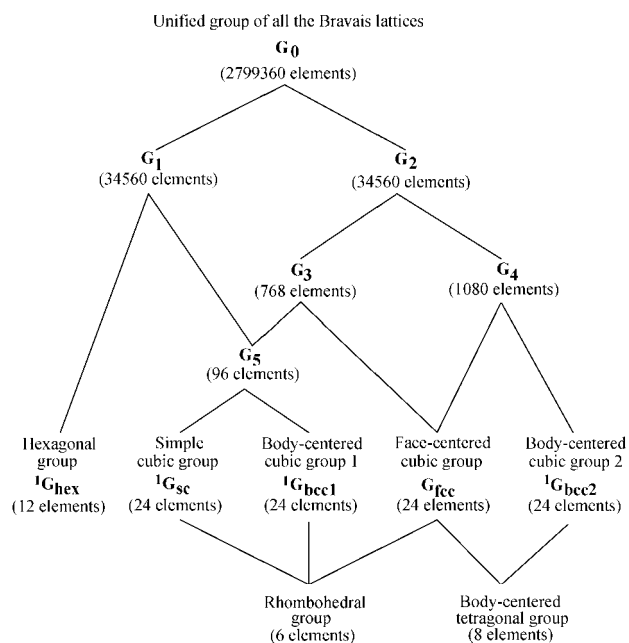 Unified group of all the Bravais lattices
G0
(2799360 elements)
G1
(34560 elements)
G2
(34560 elements)
G3
(768 elements)
G4
(1080 elements)
G5
(96 elements)
Hexagonal
group
1Ghex
(12 elements)
Simple
cubic group
1Gsc
(24 elements)
Body-centered
cubic group 1
1Gbcc1
(24 elements)
Face-centered
cubic group
Gfcc
(24 elements)
Body-centered
cubic group 2
1Gbcc2
(24 elements)
Rhombohedral
group
(6 elements)
Body-centered
tetragonal group
(8 elements)